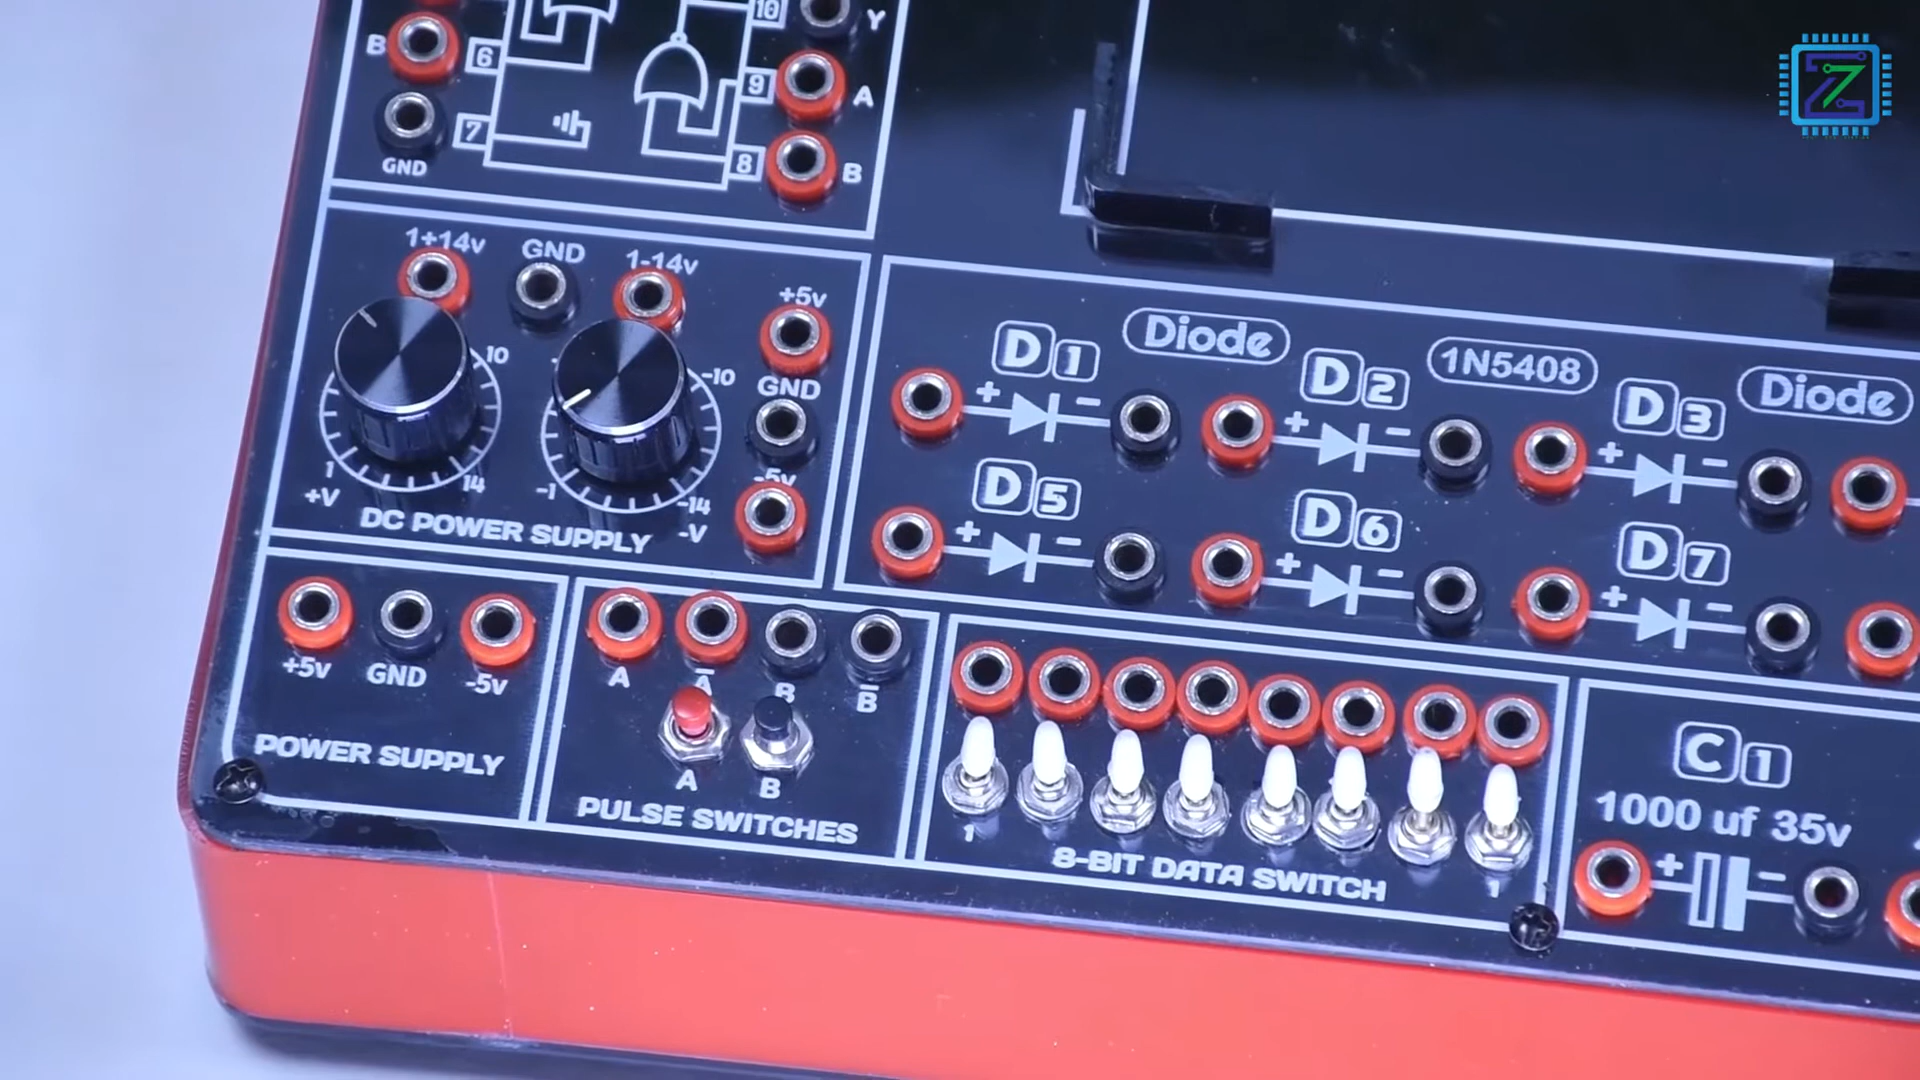 10
Y
B
6
9
A
7
GND
8
B
1+14v
GND
1-14v
+5v
10
-10
GND
1
14
-1
-14
-5v
+V
-V
DC POWER SUPPLY
D1
Diode
D2
1N5408
D3
Diode
+ -
+ -
+ -
D5
D6
D7
+ -
+ -
+ -
+5v
GND
-5v
POWER SUPPLY
A
A̅
B
B̅
A
B
PULSE SWITCHES
1
1
8-BIT DATA SWITCH
C1
1000 uf 35v
+ -